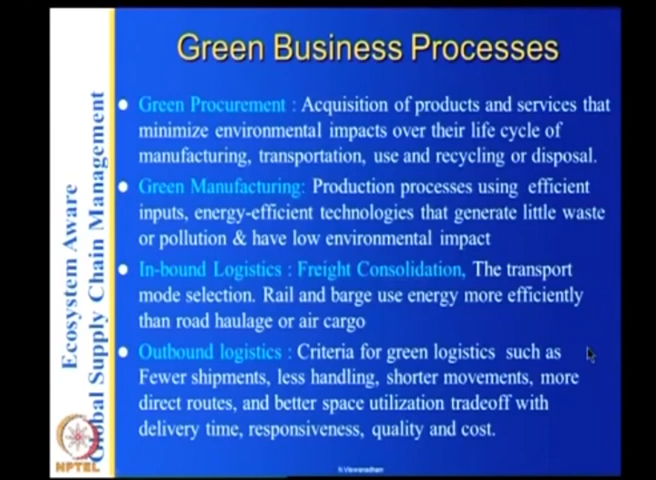 Green Business Processes
Green Procurement : Acquisition of products and services that
minimize environmental impacts over their life cycle of
manufacturing, transportation, use and recycling or disposal.
Green Manufacturing: Production processes using efficient
inputs, energy-efficient technologies that generate little waste
or pollution & have low environmental impact
In-bound Logistics : Freight Consolidation, The transport
mode selection. Rail and barge use energy more efficiently
than road haulage or air cargo
Outbound logistics : Criteria for green logistics such as
Fewer shipments, less handling, shorter movements, more
direct routes, and better space utilization tradeoff with
delivery time, responsiveness, quality and cost.
Ecosystem Aware
Global Supply Chain Management
NPTEL
N.Viswanadham